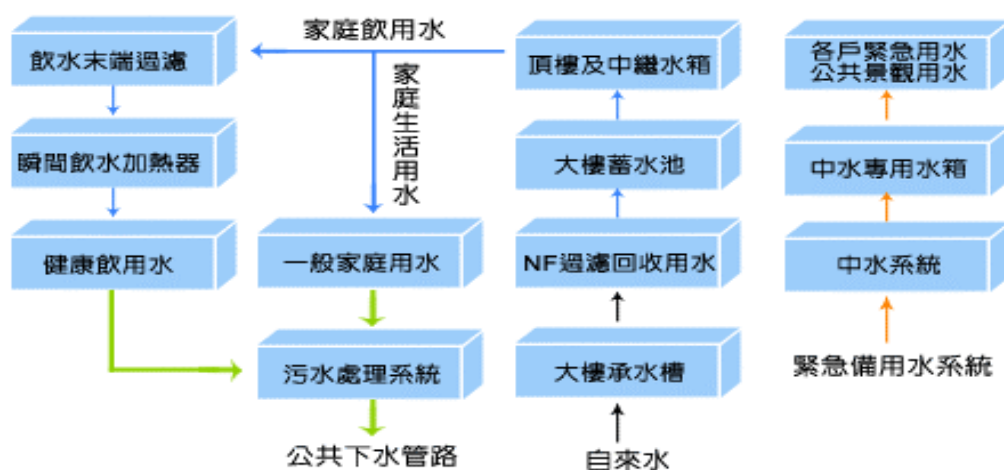 家庭飲用水
飲水末端過濾
頂樓及中繼水箱
各戶緊急用水
公共景觀用水
家庭生活用水
瞬間飲水加熱器
大樓蓄水池
中水專用水箱
健康飲用水
一般家庭用水
NF過濾回收用水
中水系統
污水處理系統
大樓承水槽
緊急備用水系統
公共下水管路
自來水